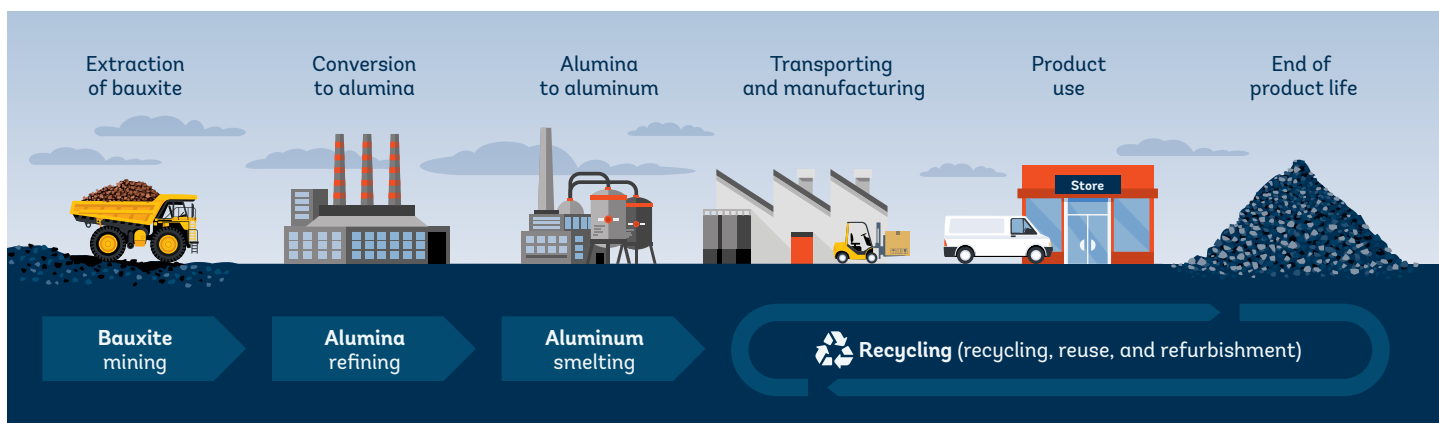 Extraction
of bauxite
Conversion
to alumina
Alumina
to aluminum
Transporting
and manufacturing
Product
use
End of
product life
Store
Bauxite
mining
Alumina
refining
Aluminum
smelting
Recycling (recycling, reuse, and refurbishment)